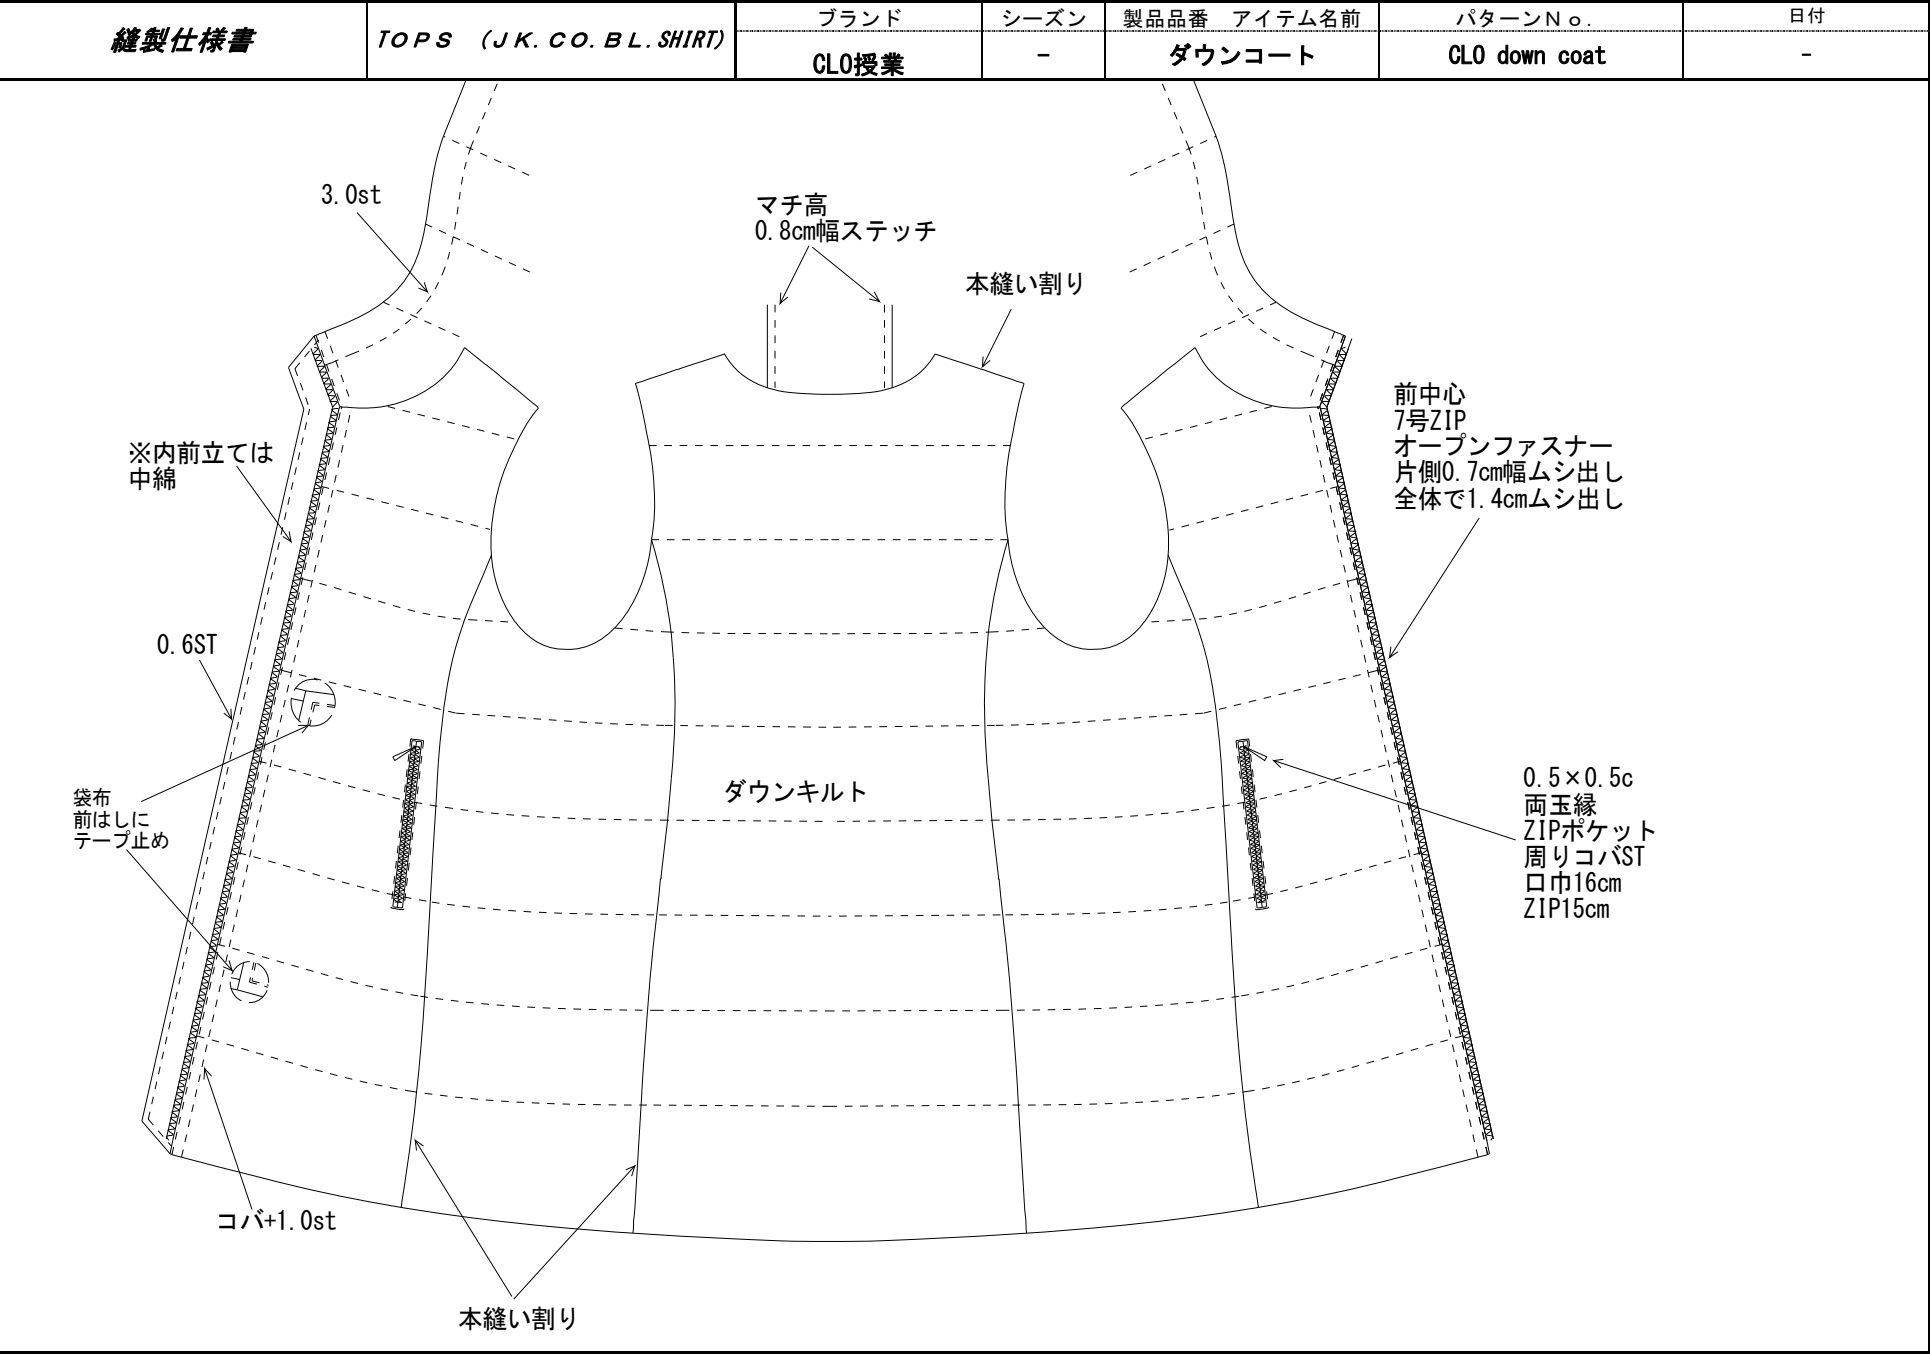 縫製仕様書
TOPS (JK.CO.BL.SHIRT)
ブランド
CLO授業
シーズン
-
製品品番 アイテム名前
ダウンコート
パターンNo.
CLO down coat
日付
-
3.0st
マチ高
0.8cm幅ステッチ
本縫い割り
前中心
7号ZIP
オープンファスナー
片側0.7cm幅ムシ出し
全体で1.4cmムシ出し
※内前立ては
中綿
0.6ST
袋布
前はしに
テープ止め
ダウンキルト
0.5×0.5c
両玉縁
ZIPポケット
周りコバST
口巾16cm
ZIP15cm
コバ+1.0st
本縫い割り